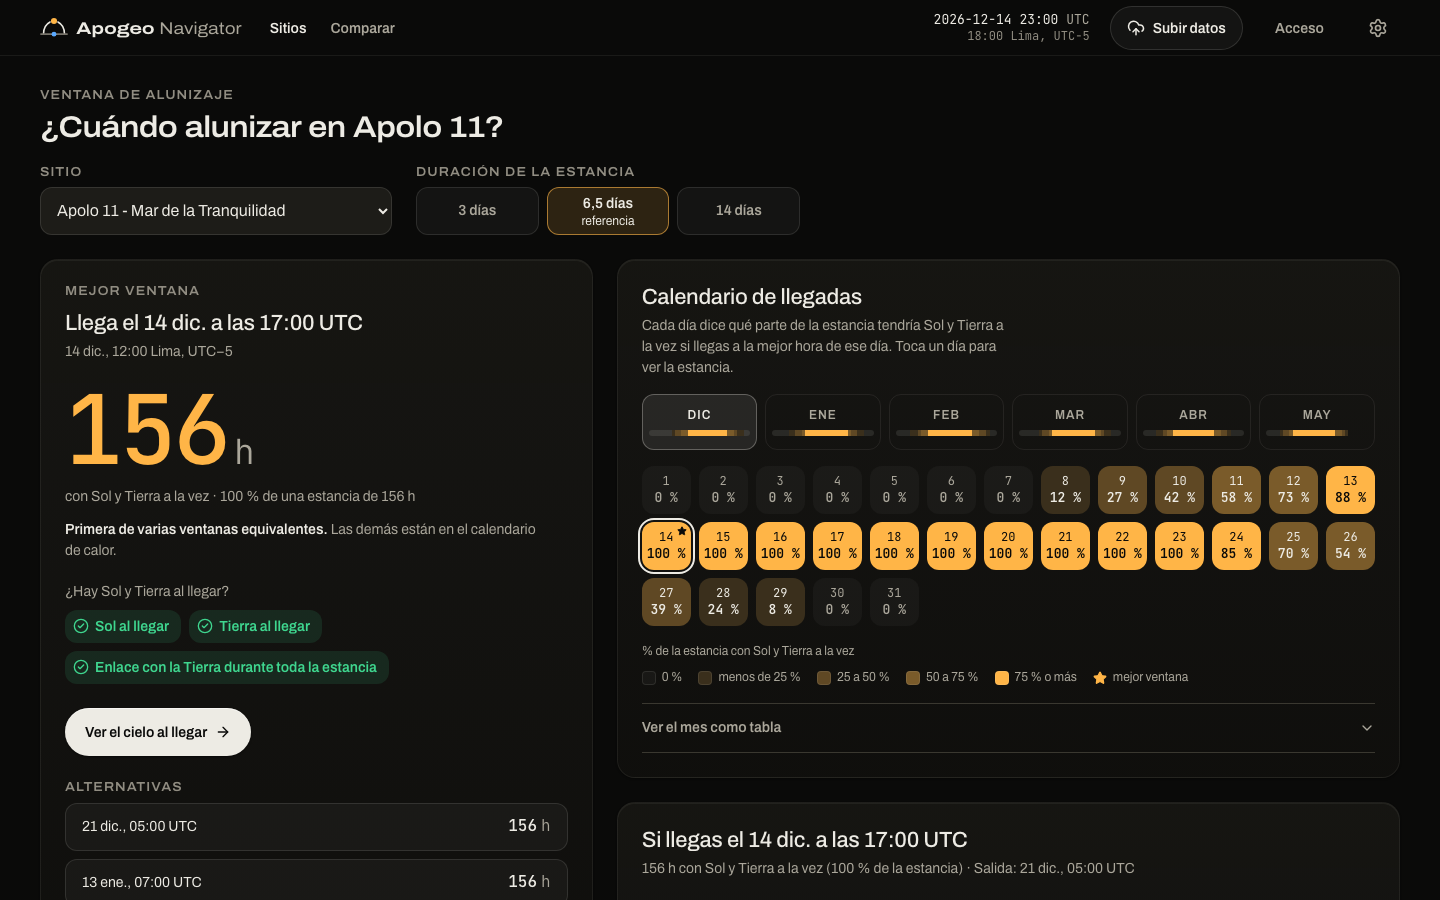 Apogeo Navigator
Sitios
Comparar
2026-12-14 23:00 UTC
18:00 Lima, UTC-5
Subir datos
Acceso
VENTANA DE ALUNIZAJE
¿Cuándo alunizar en Apolo 11?
SITIO
Apolo 11 - Mar de la Tranquilidad
DURACIÓN DE LA ESTANCIA
3 días
6,5 días
referencia
14 días
MEJOR VENTANA
Llega el 14 dic. a las 17:00 UTC
14 dic., 12:00 Lima, UTC−5
156 h
con Sol y Tierra a la vez · 100 % de una estancia de 156 h
Primera de varias ventanas equivalentes. Las demás están en el calendario
de calor.
¿Hay Sol y Tierra al llegar?
Sol al llegar
Tierra al llegar
Enlace con la Tierra durante toda la estancia
Ver el cielo al llegar
ALTERNATIVAS
21 dic., 05:00 UTC 156 h
13 ene., 07:00 UTC 156 h
Calendario de llegadas
Cada día dice qué parte de la estancia tendría Sol y Tierra a
la vez si llegas a la mejor hora de ese día. Toca un día para
ver la estancia.
DIC ENE FEB MAR ABR MAY
1 2 3 4 5 6 7 8 9 10 11 12 13
0 % 0 % 0 % 0 % 0 % 0 % 0 % 12 % 27 % 42 % 58 % 73 % 88 %
14 15 16 17 18 19 20 21 22 23 24 25 26
100 % 100 % 100 % 100 % 100 % 100 % 100 % 100 % 100 % 100 % 85 % 70 % 54 %
27 28 29 30 31
39 % 24 % 8 % 0 % 0 %
% de la estancia con Sol y Tierra a la vez
0 % menos de 25 % 25 a 50 % 50 a 75 % 75 % o más mejor ventana
Ver el mes como tabla
Si llegas el 14 dic. a las 17:00 UTC
156 h con Sol y Tierra a la vez (100 % de la estancia) · Salida: 21 dic., 05:00 UTC